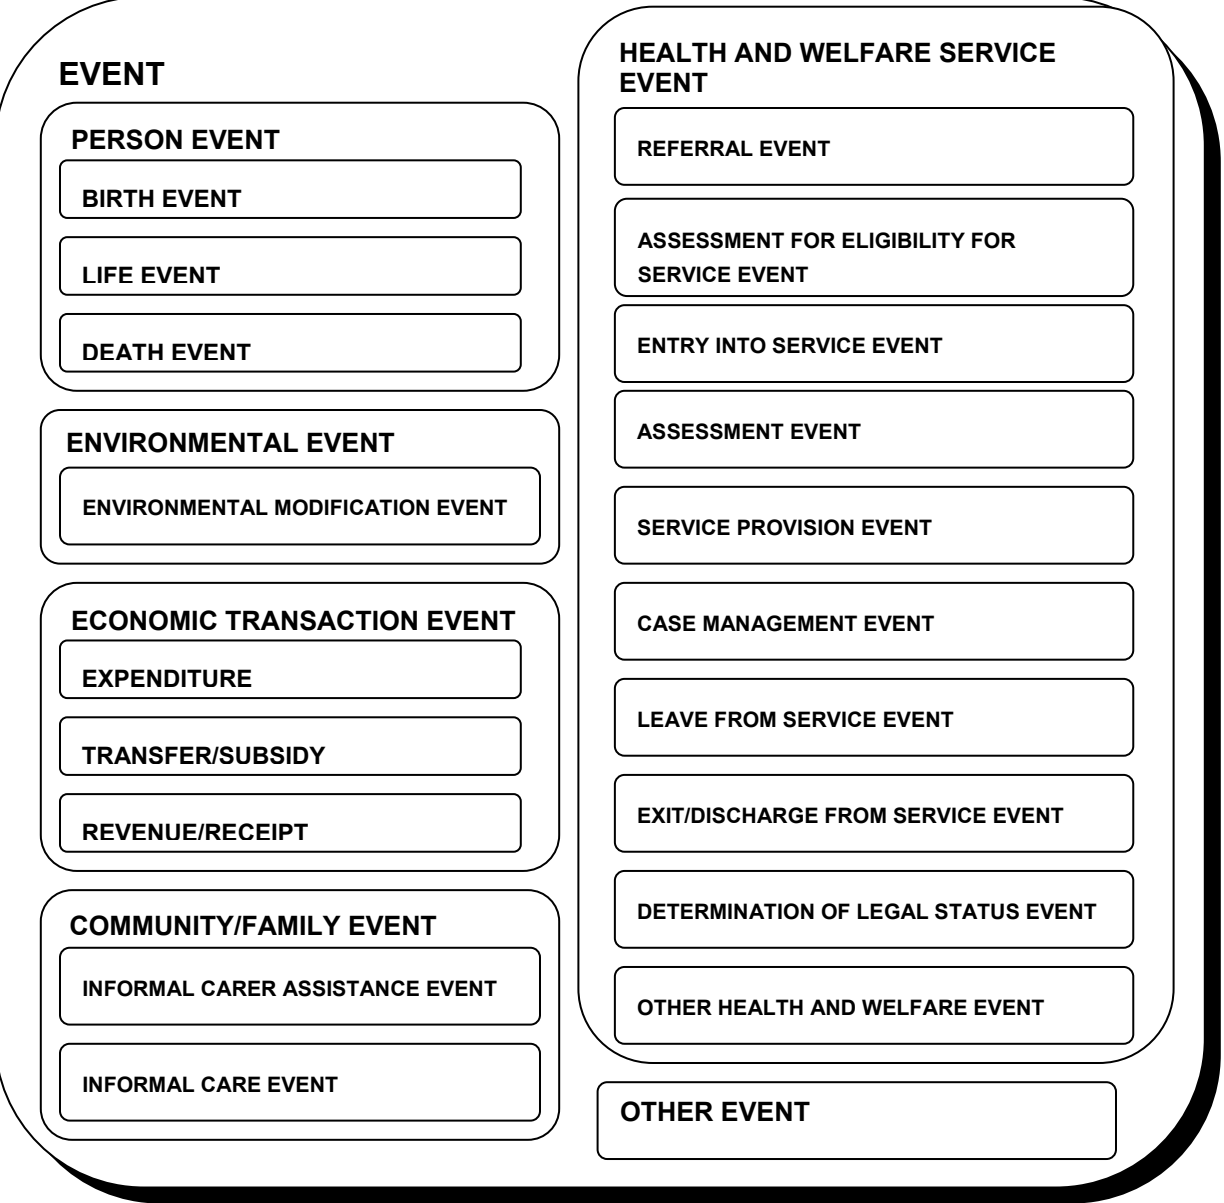 EVENT
PERSON EVENT
BIRTH EVENT
LIFE EVENT
DEATH EVENT
ENVIRONMENTAL EVENT
ENVIRONMENTAL MODIFICATION EVENT
ECONOMIC TRANSACTION EVENT
EXPENDITURE
TRANSFER/SUBSIDY
REVENUE/RECEIPT
COMMUNITY/FAMILY EVENT
INFORMAL CARER ASSISTANCE EVENT
INFORMAL CARE EVENT
HEALTH AND WELFARE SERVICE
EVENT
REFERRAL EVENT
ASSESSMENT FOR ELIGIBILITY FOR
SERVICE EVENT
ENTRY INTO SERVICE EVENT
ASSESSMENT EVENT
SERVICE PROVISION EVENT
CASE MANAGEMENT EVENT
LEAVE FROM SERVICE EVENT
EXIT/DISCHARGE FROM SERVICE EVENT
DETERMINATION OF LEGAL STATUS EVENT
OTHER HEALTH AND WELFARE EVENT
OTHER EVENT